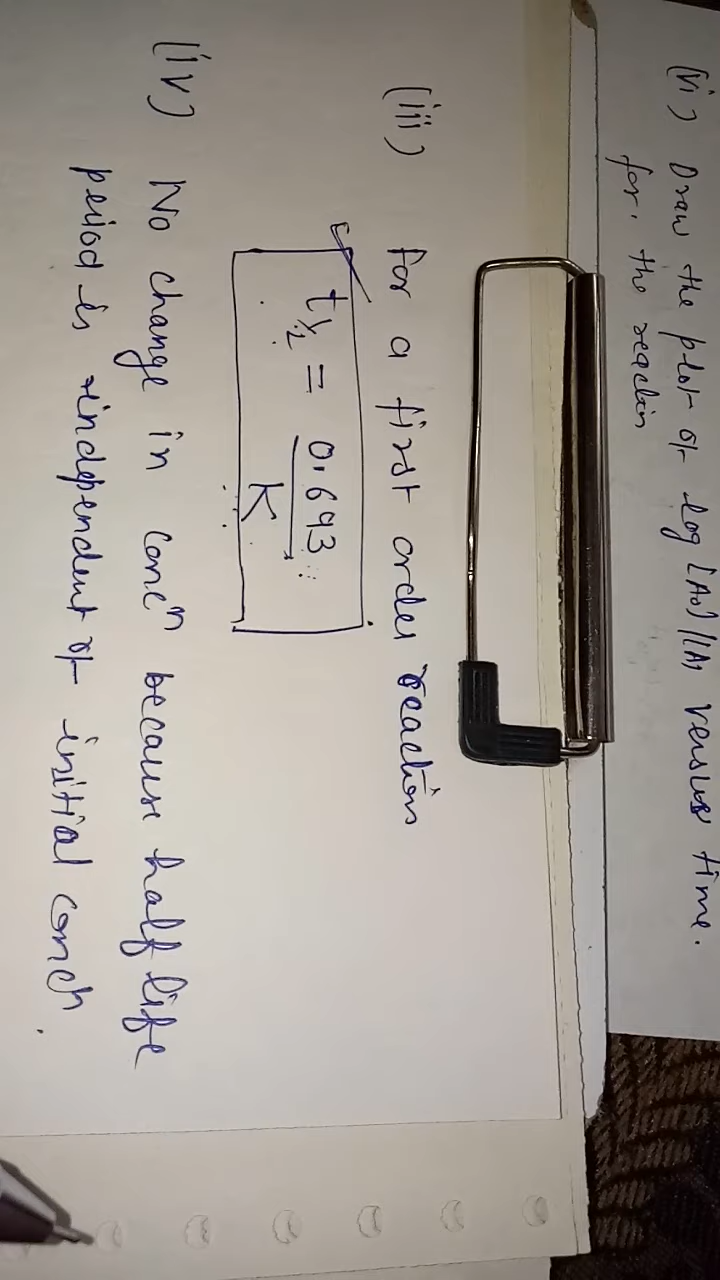 (vi) Draw the plot of log [A0]/[A] versus time.
for, the reaction
(iii) for a first order reaction
t½ = 0.693
K
(iv) No change in concn because half life
period is independent of initial concn.